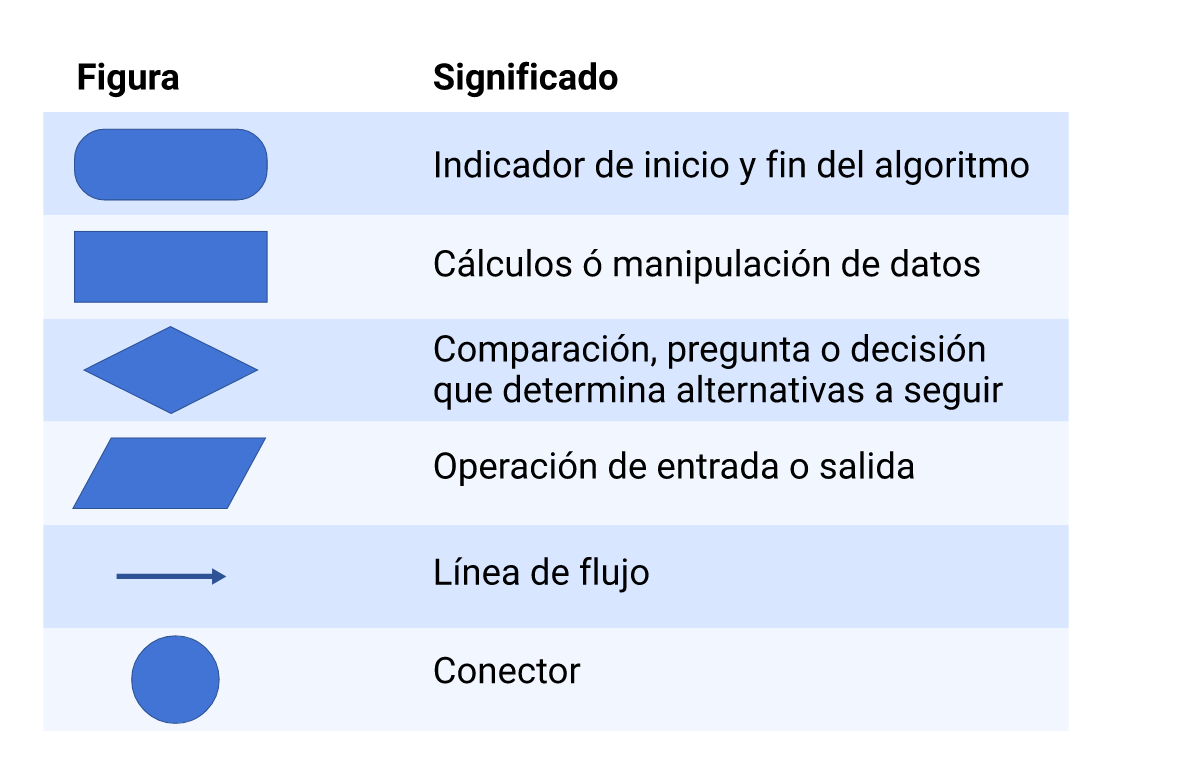 Figura Significado
Indicador de inicio y fin del algoritmo
Cálculos ó manipulación de datos
Comparación, pregunta o decisión
que determina alternativas a seguir
Operación de entrada o salida
Línea de flujo
Conector